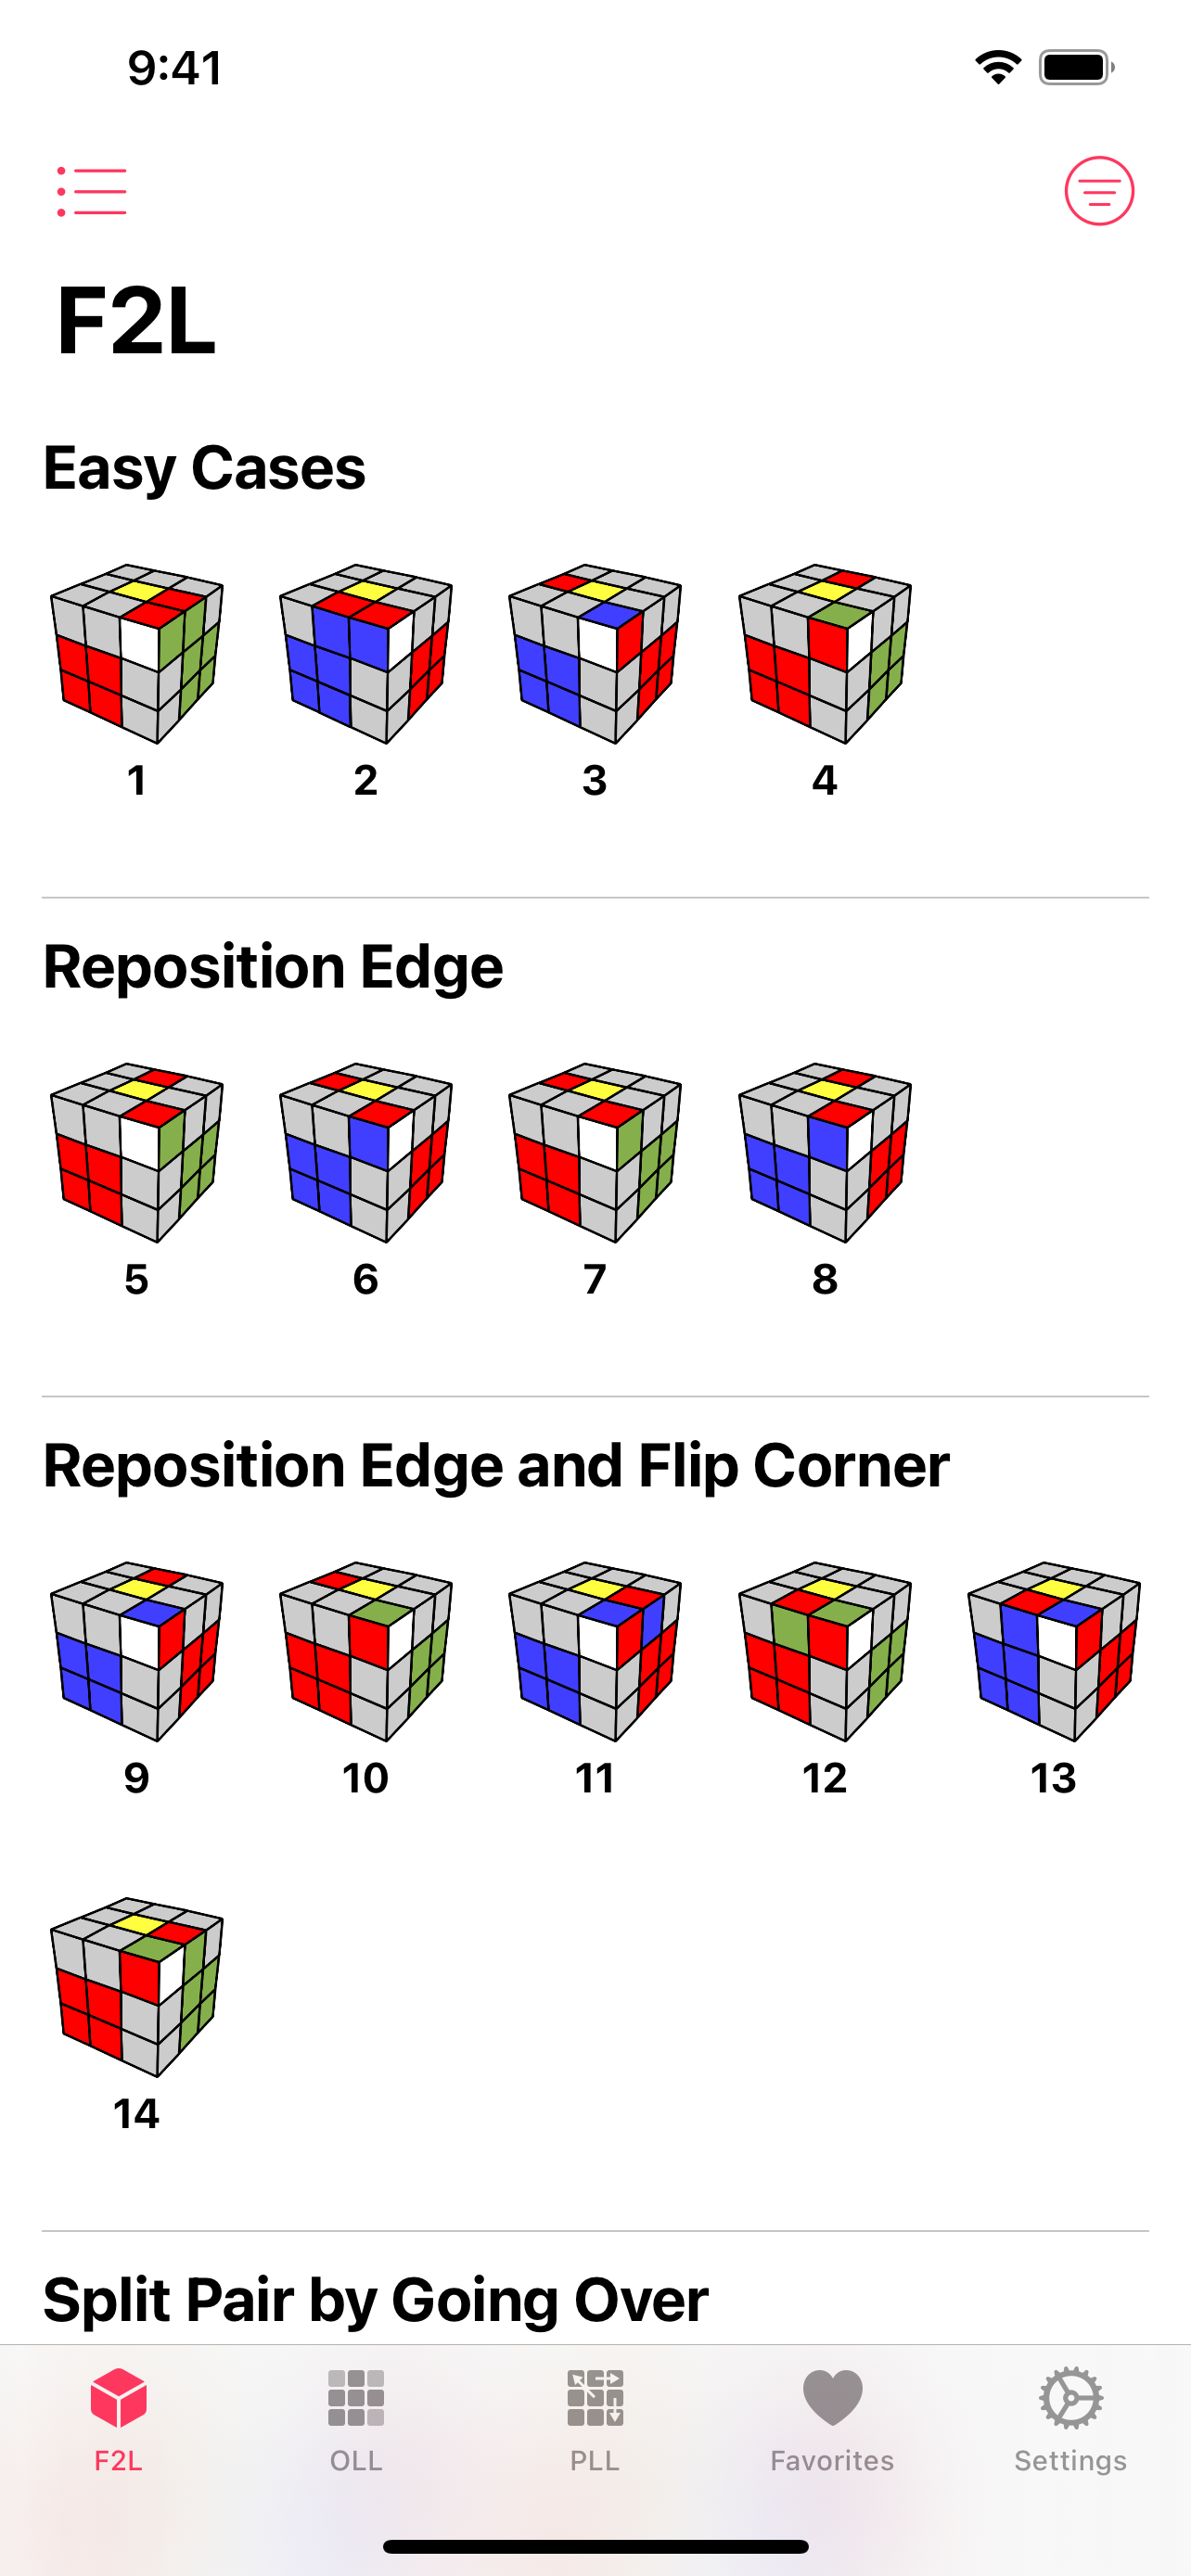 9:41
F2L
Easy Cases
1 2 3 4
Reposition Edge
5 6 7 8
Reposition Edge and Flip Corner
9 10 11 12 13
14
Split Pair by Going Over
F2L OLL PLL Favorites Settings